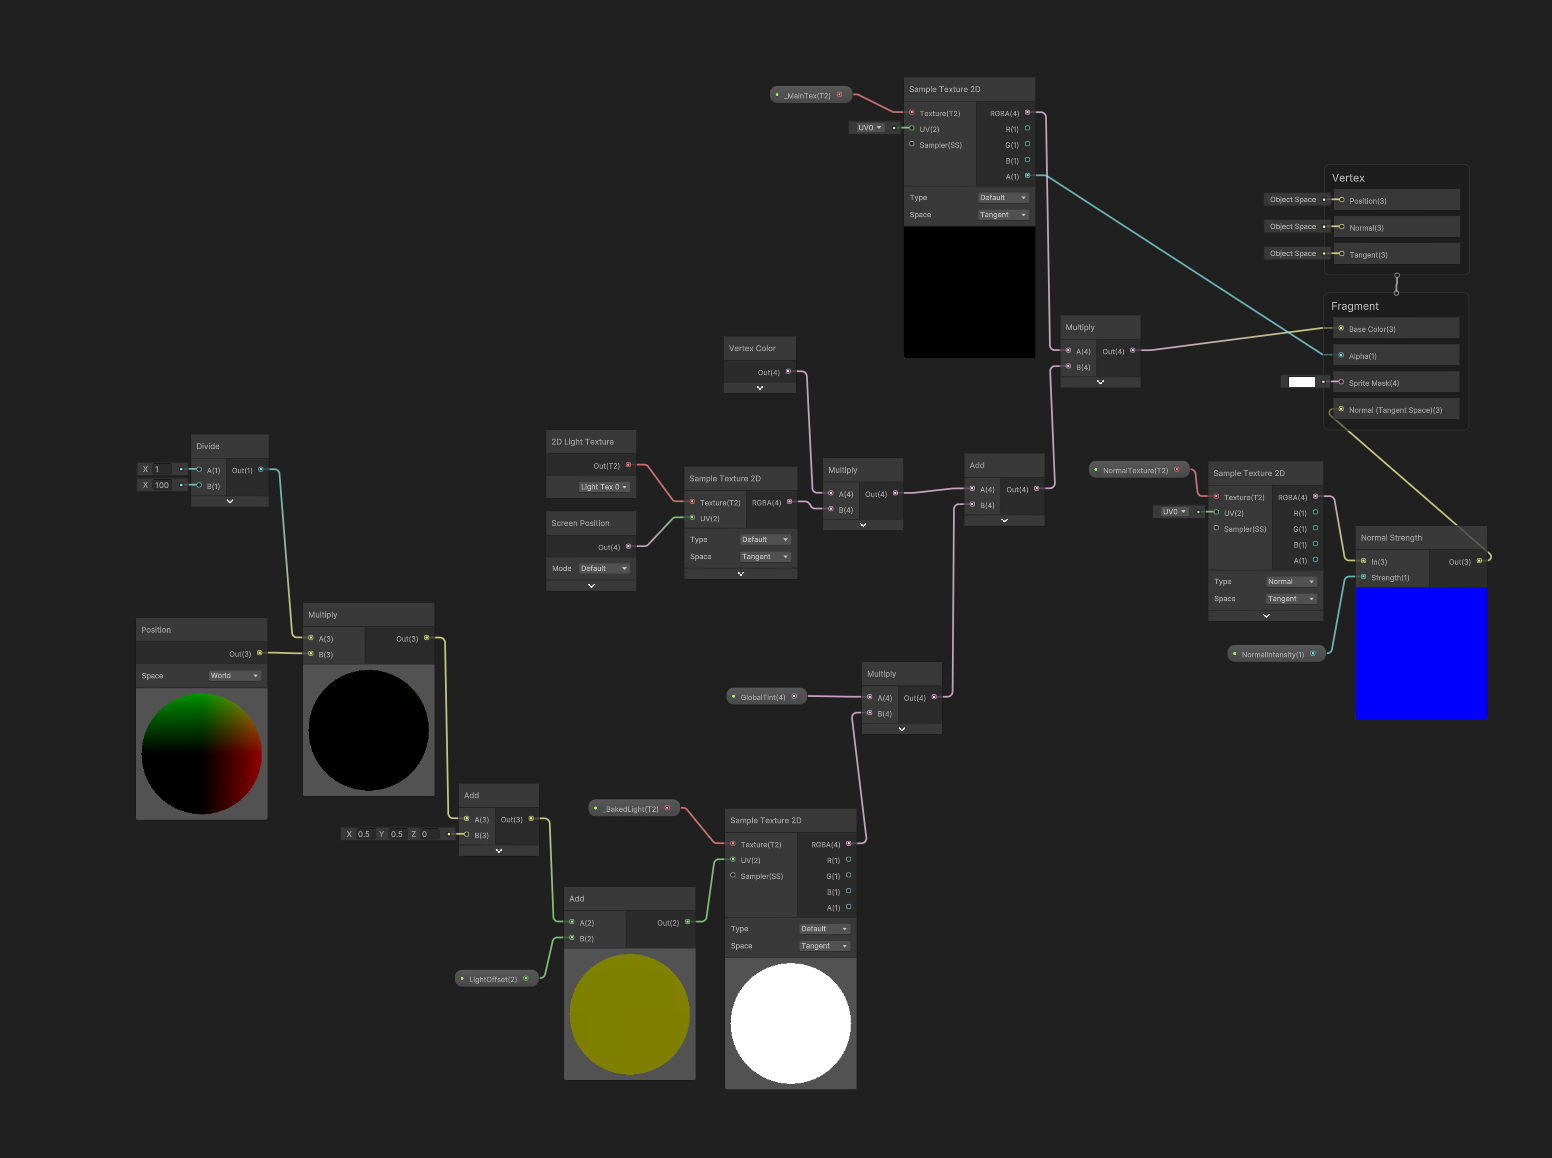 _MainTex(T2)
UV0
Sample Texture 2D
Texture(T2) RGBA(4)
UV(2) R(1)
Sampler(SS) G(1)
B(1)
A(1)
Type Default
Space Tangent
Vertex
Object Space Position(3)
Object Space Normal(3)
Object Space Tangent(3)
Fragment
Base Color(3)
Alpha(1)
Sprite Mask(4)
Normal (Tangent Space)(3)
Multiply
A(4) Out(4)
B(4)
Vertex Color
Out(4)
2D Light Texture
Out(T2)
Light Tex 0
Screen Position
Out(4)
Mode Default
Sample Texture 2D
Texture(T2) RGBA(4)
UV(2)
Type Default
Space Tangent
Multiply
A(4) Out(4)
B(4)
Add
A(4) Out(4)
B(4)
NormalTexture(T2)
UV0
Sample Texture 2D
Texture(T2) RGBA(4)
UV(2) R(1)
Sampler(SS) G(1)
B(1)
A(1)
Type Normal
Space Tangent
NormalIntensity(1)
Normal Strength
In(3) Out(3)
Strength(1)
Divide
X 1 A(1) Out(1)
X 100 B(1)
Position
Out(3)
Space World
Multiply
A(3) Out(3)
B(3)
Add
A(3) Out(3)
X 0.5 Y 0.5 Z 0 B(3)
LightOffset(2)
Add
A(2) Out(2)
B(2)
_BakedLight(T2)
Sample Texture 2D
Texture(T2) RGBA(4)
UV(2) R(1)
Sampler(SS) G(1)
B(1)
A(1)
Type Default
Space Tangent
GlobalTint(4)
Multiply
A(4) Out(4)
B(4)